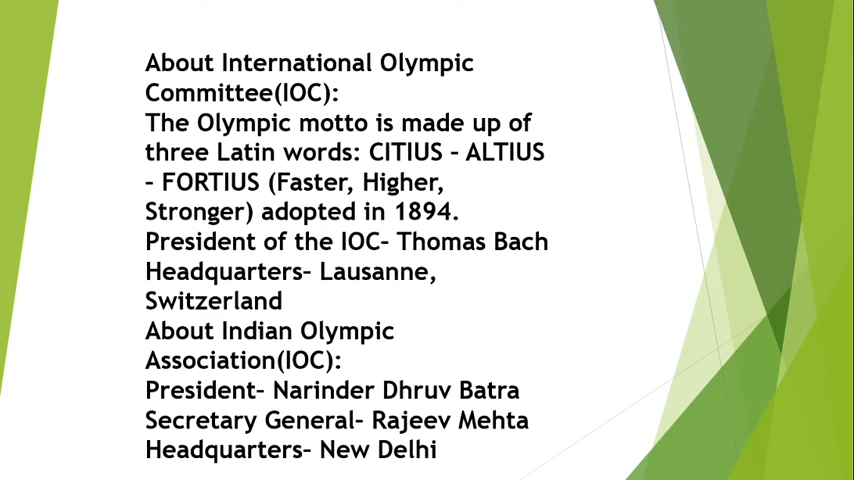 About International Olympic
Committee(IOC):
The Olympic motto is made up of
three Latin words: CITIUS – ALTIUS
– FORTIUS (Faster, Higher,
Stronger) adopted in 1894.
President of the IOC– Thomas Bach
Headquarters– Lausanne,
Switzerland
About Indian Olympic
Association(IOC):
President– Narinder Dhruv Batra
Secretary General– Rajeev Mehta
Headquarters– New Delhi